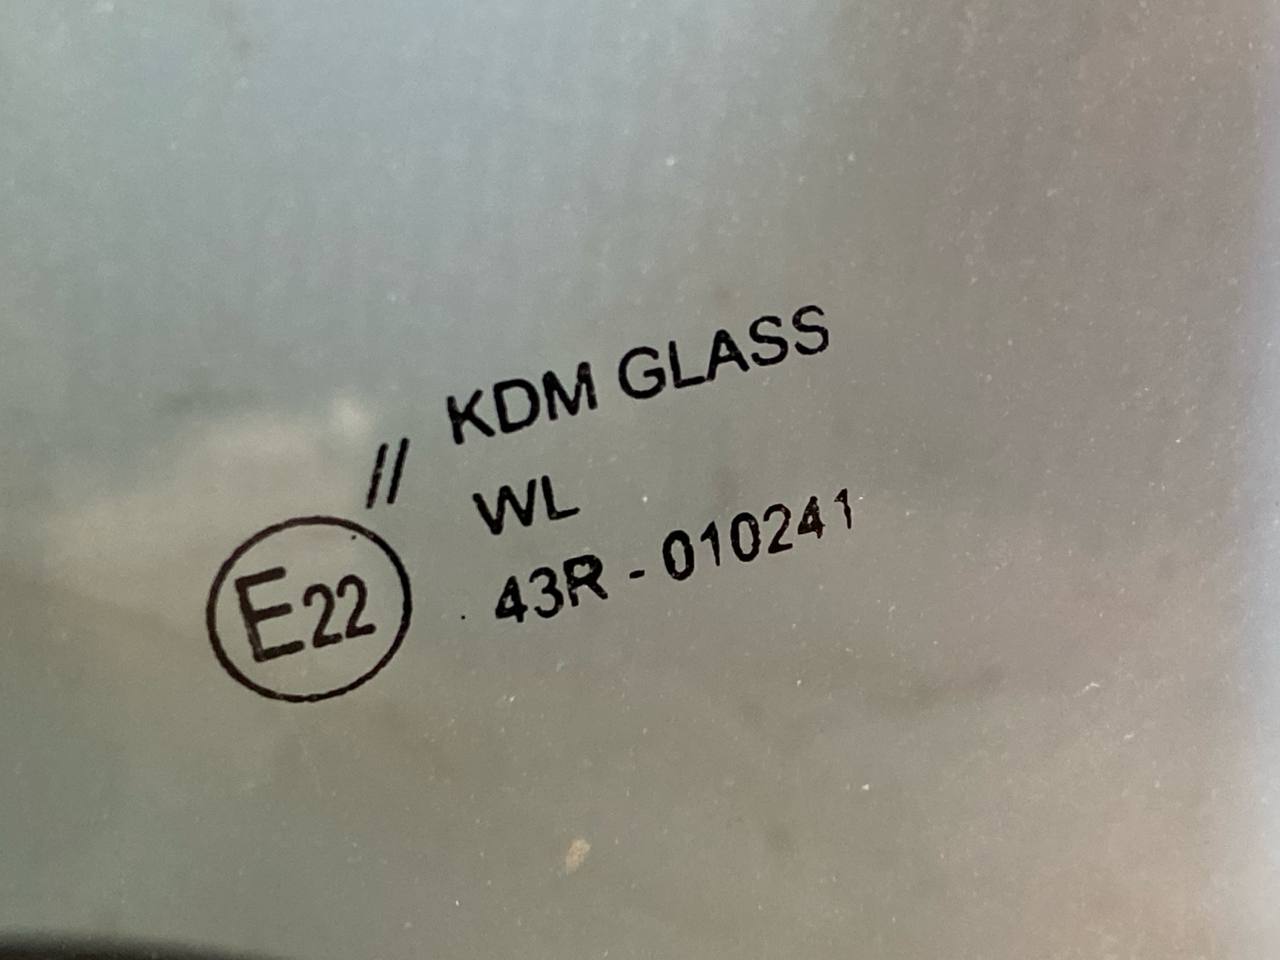 KDM GLASS
//
WL
43R - 010241
E22